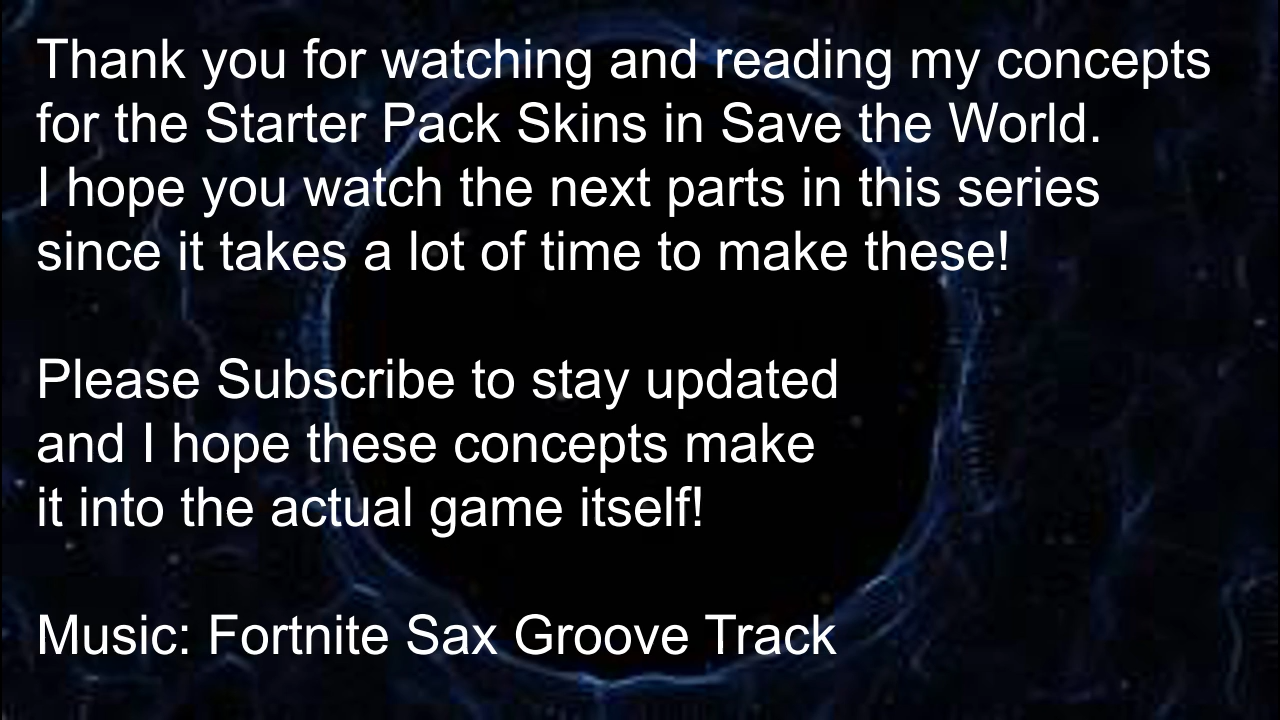 Thank you for watching and reading my concepts
for the Starter Pack Skins in Save the World.
I hope you watch the next parts in this series
since it takes a lot of time to make these!
Please Subscribe to stay updated
and I hope these concepts make
it into the actual game itself!
Music: Fortnite Sax Groove Track